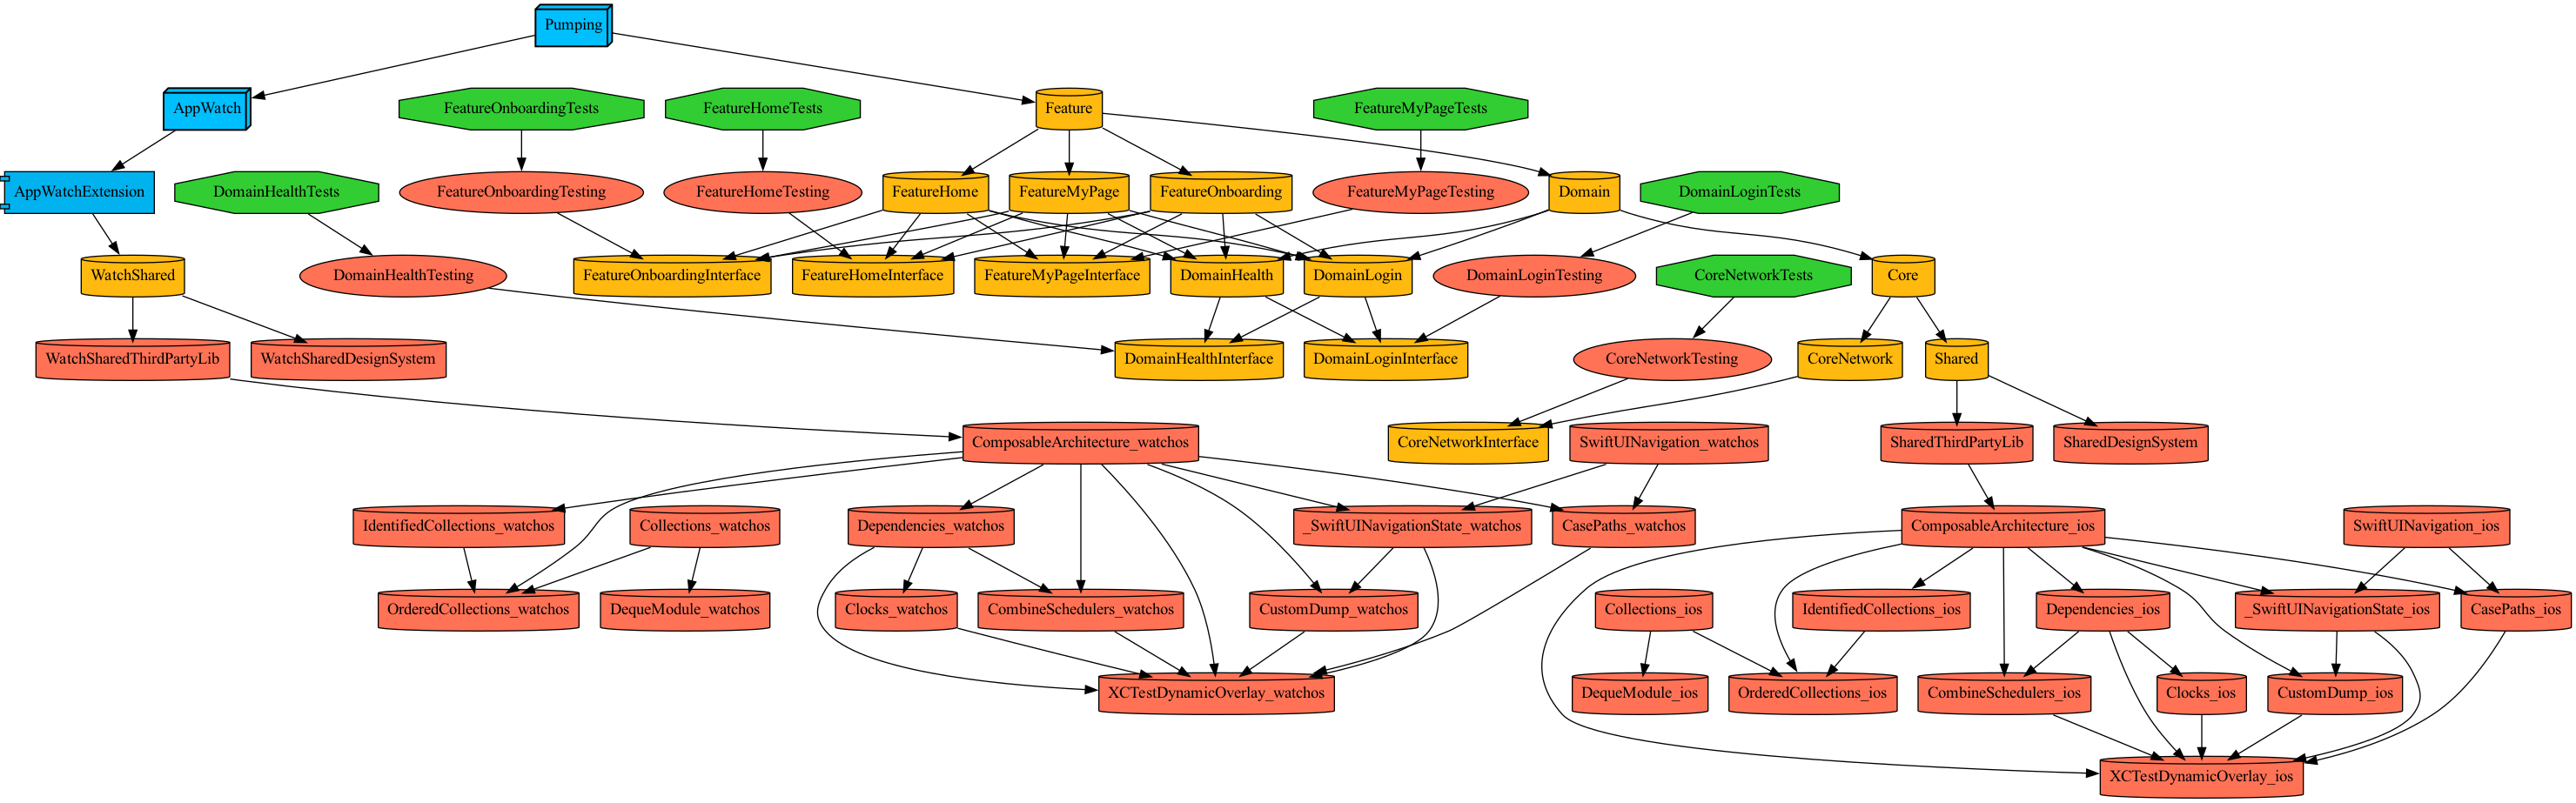 Pumping
AppWatch
FeatureOnboardingTests
FeatureHomeTests
Feature
FeatureMyPageTests
AppWatchExtension
DomainHealthTests
FeatureOnboardingTesting
FeatureHomeTesting
FeatureHome
FeatureMyPage
FeatureOnboarding
FeatureMyPageTesting
Domain
DomainLoginTests
WatchShared
DomainHealthTesting
FeatureOnboardingInterface
FeatureHomeInterface
FeatureMyPageInterface
DomainHealth
DomainLogin
DomainLoginTesting
CoreNetworkTests
Core
WatchSharedThirdPartyLib
WatchSharedDesignSystem
DomainHealthInterface
DomainLoginInterface
CoreNetworkTesting
CoreNetwork
Shared
ComposableArchitecture_watchos
CoreNetworkInterface
SwiftUINavigation_watchos
SharedThirdPartyLib
SharedDesignSystem
IdentifiedCollections_watchos
Collections_watchos
Dependencies_watchos
_SwiftUINavigationState_watchos
CasePaths_watchos
ComposableArchitecture_ios
SwiftUINavigation_ios
OrderedCollections_watchos
DequeModule_watchos
Clocks_watchos
CombineSchedulers_watchos
CustomDump_watchos
Collections_ios
IdentifiedCollections_ios
Dependencies_ios
_SwiftUINavigationState_ios
CasePaths_ios
XCTestDynamicOverlay_watchos
DequeModule_ios
OrderedCollections_ios
CombineSchedulers_ios
Clocks_ios
CustomDump_ios
XCTestDynamicOverlay_ios